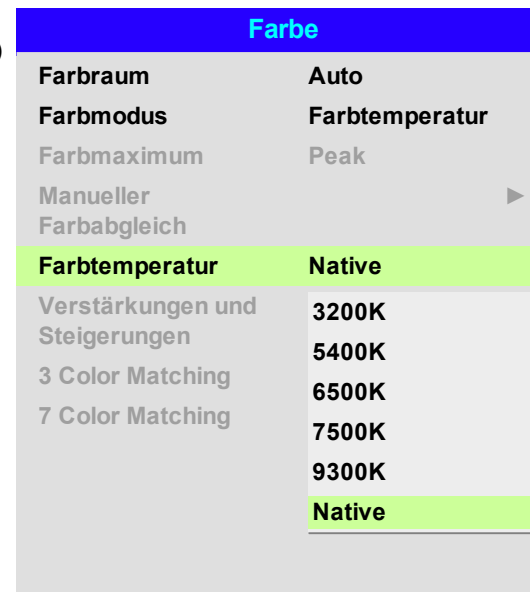 Farbe
Farbraum Auto
Farbmodus Farbtemperatur
Farbmaximum Peak
Manueller
Farbabgleich
Farbtemperatur Native
Verstärkungen und
Steigerungen
3200K
5400K
3 Color Matching
6500K
7 Color Matching
7500K
9300K
Native